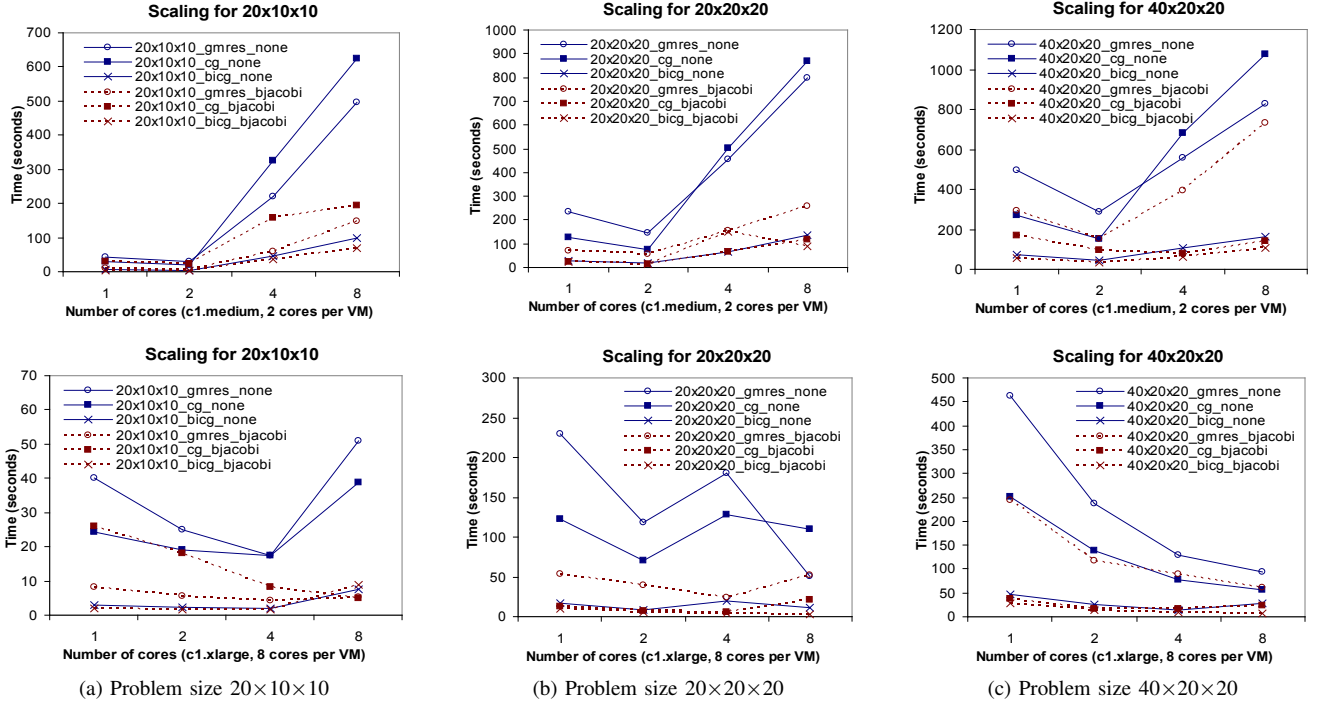 Scaling for 20x10x10
700
600
500
400
300
200
100
0
Time (seconds)
20x10x10_gmres_none
20x10x10_cg_none
20x10x10_bicg_none
20x10x10_gmres_bjacobi
20x10x10_cg_bjacobi
20x10x10_bicg_bjacobi
1 2 4 8
Number of cores (c1.medium, 2 cores per VM)
Scaling for 20x20x20
1000
900
800
700
600
500
400
300
200
100
0
Time (seconds)
20x20x20_gmres_none
20x20x20_cg_none
20x20x20_bicg_none
20x20x20_gmres_bjacobi
20x20x20_cg_bjacobi
20x20x20_bicg_bjacobi
1 2 4 8
Number of cores (c1.medium, 2 cores per VM)
Scaling for 40x20x20
1200
1000
800
600
400
200
0
Time (seconds)
40x20x20_gmres_none
40x20x20_cg_none
40x20x20_bicg_none
40x20x20_gmres_bjacobi
40x20x20_cg_bjacobi
40x20x20_bicg_bjacobi
1 2 4 8
Number of cores (c1.medium, 2 cores per VM)
Scaling for 20x10x10
70
60
50
40
30
20
10
0
Time (seconds)
20x10x10_gmres_none
20x10x10_cg_none
20x10x10_bicg_none
20x10x10_gmres_bjacobi
20x10x10_cg_bjacobi
20x10x10_bicg_bjacobi
1 2 4 8
Number of cores (c1.xlarge, 8 cores per VM)
(a) Problem size 20×10×10
Scaling for 20x20x20
300
250
200
150
100
50
0
Time (seconds)
20x20x20_gmres_none
20x20x20_cg_none
20x20x20_bicg_none
20x20x20_gmres_bjacobi
20x20x20_cg_bjacobi
20x20x20_bicg_bjacobi
1 2 4 8
Number of cores (c1.xlarge, 8 cores per VM)
(b) Problem size 20×20×20
Scaling for 40x20x20
500
450
400
350
300
250
200
150
100
50
0
Time (seconds)
40x20x20_gmres_none
40x20x20_cg_none
40x20x20_bicg_none
40x20x20_gmres_bjacobi
40x20x20_cg_bjacobi
40x20x20_bicg_bjacobi
1 2 4 8
Number of cores (c1.xlarge, 8 cores per VM)
(c) Problem size 40×20×20